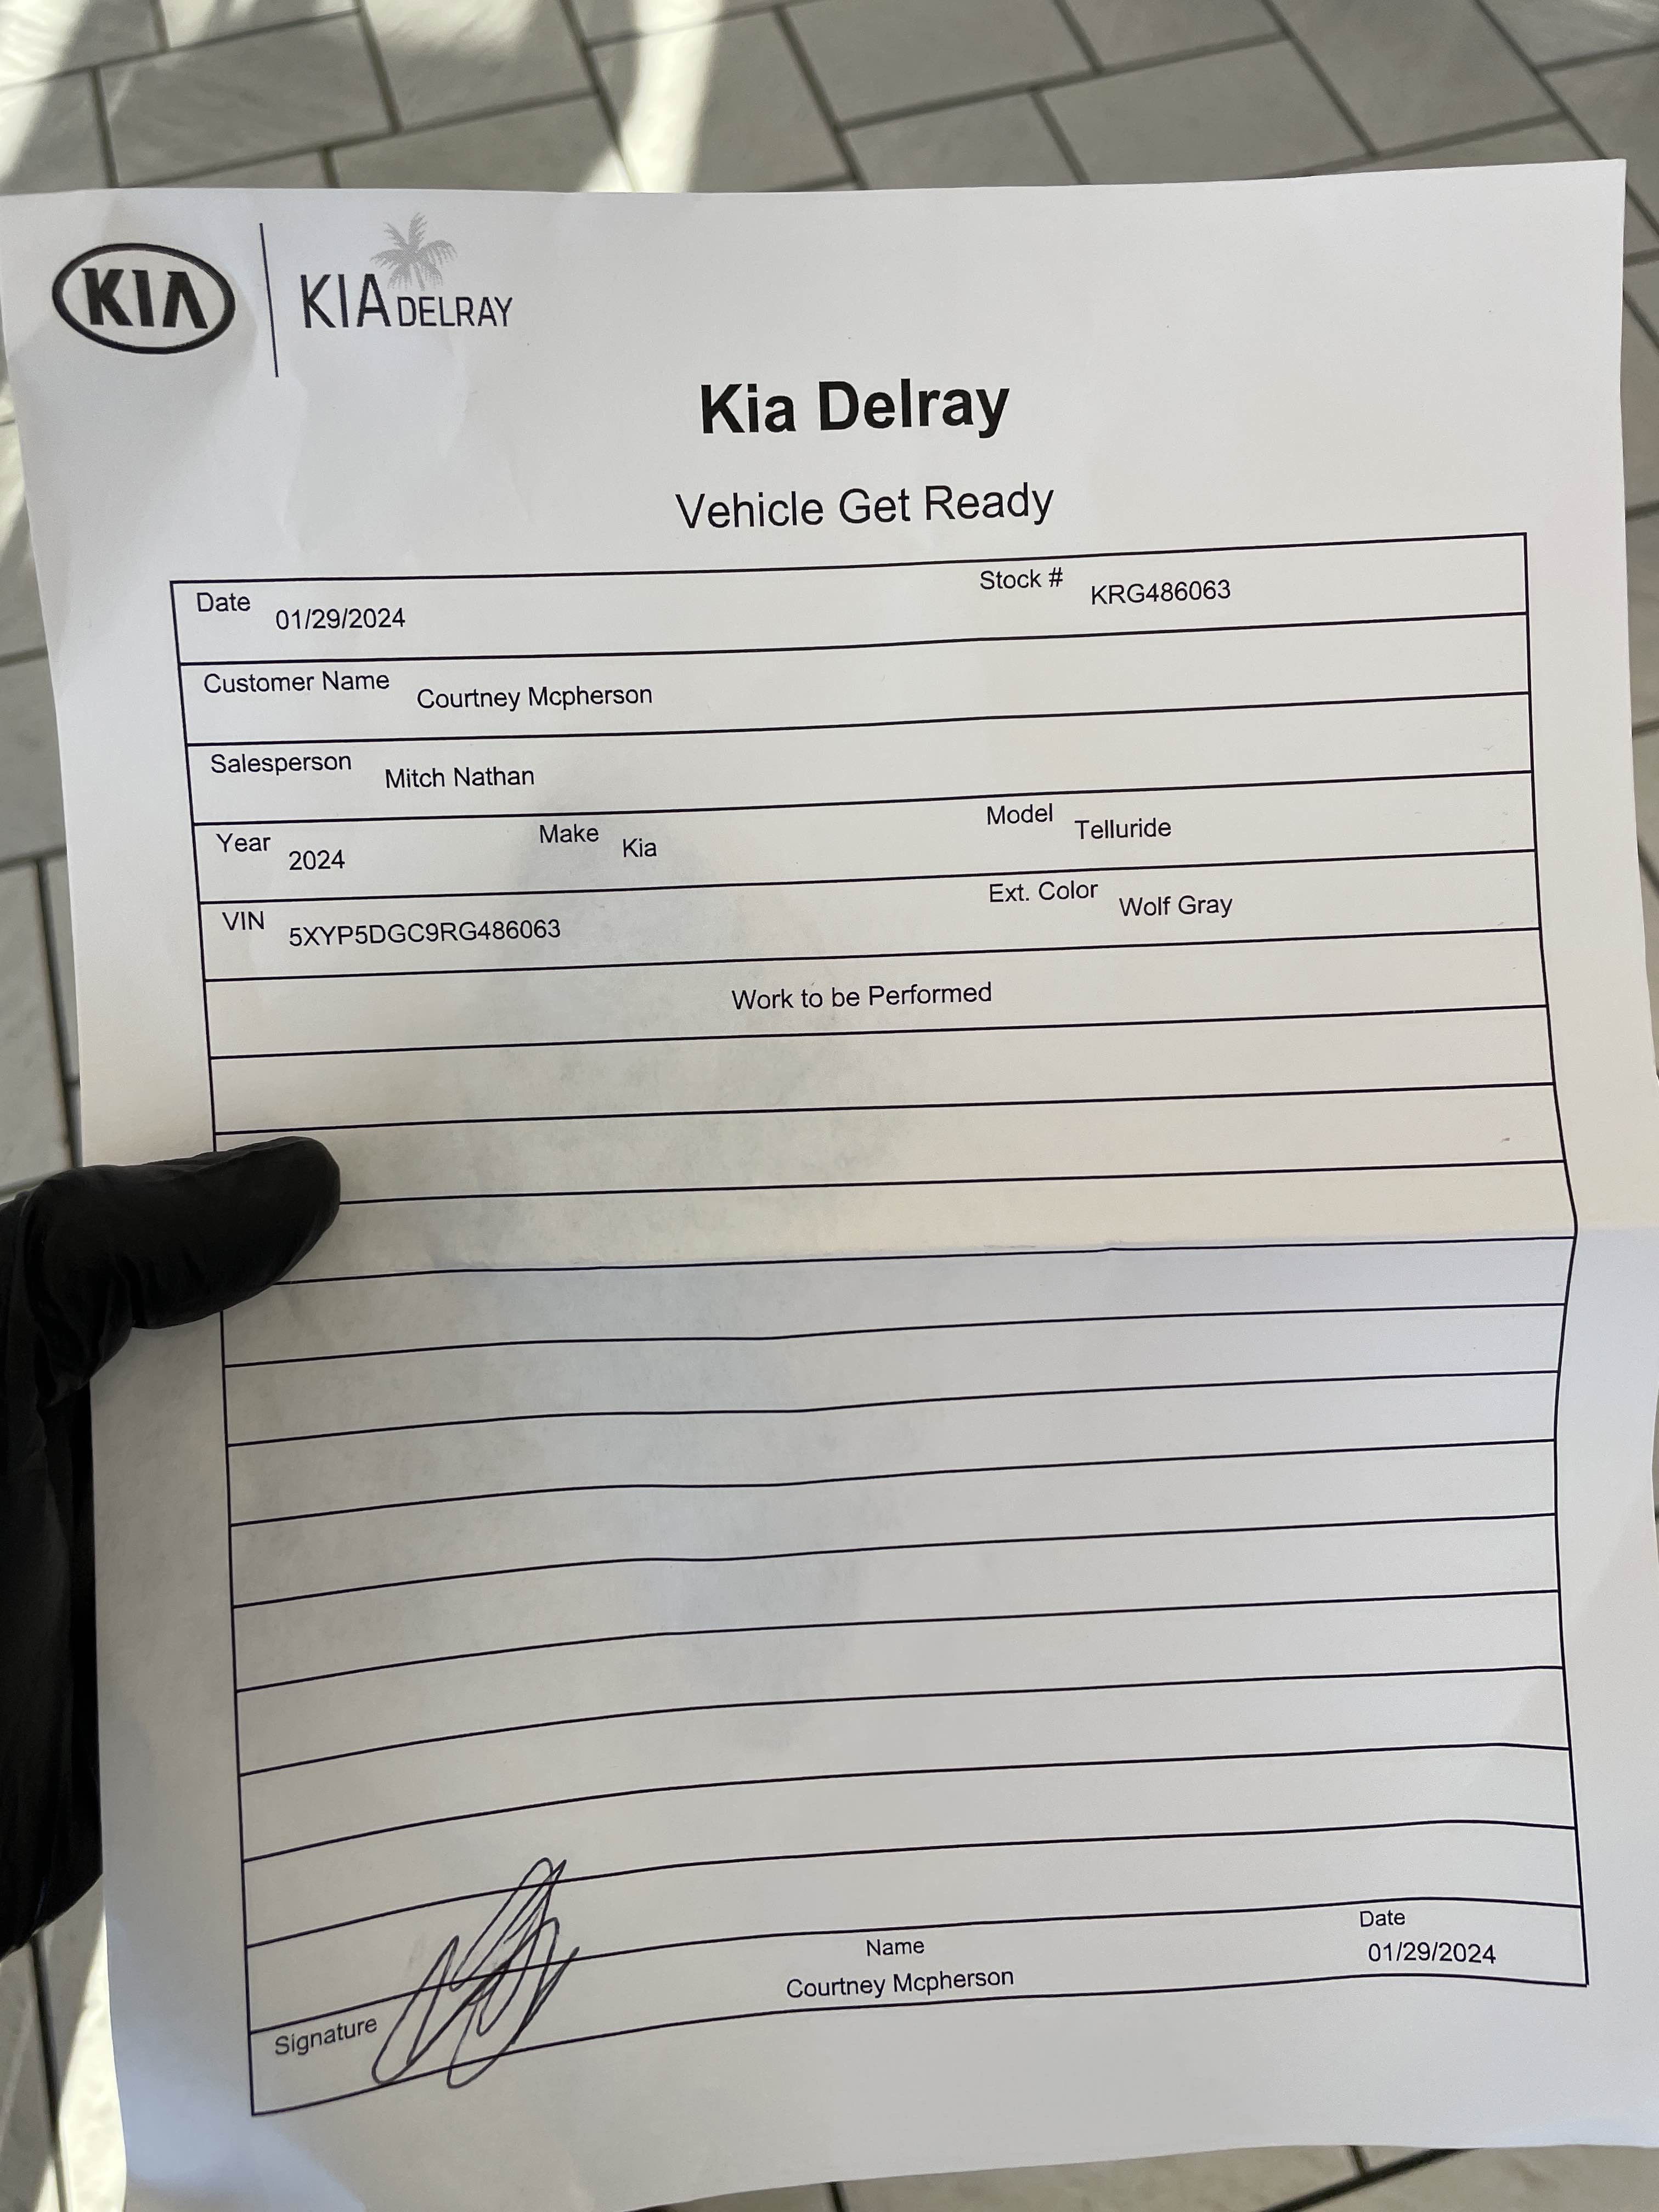 KIA KIA DELRAY
Kia Delray
Vehicle Get Ready
Date 01/29/2024 Stock # KRG486063
Customer Name Courtney Mcpherson
Salesperson Mitch Nathan
Year 2024 Make Kia Model Telluride
VIN 5XYP5DGC9RG486063 Ext. Color Wolf Gray
Work to be Performed
Signature Name Courtney Mcpherson Date 01/29/2024